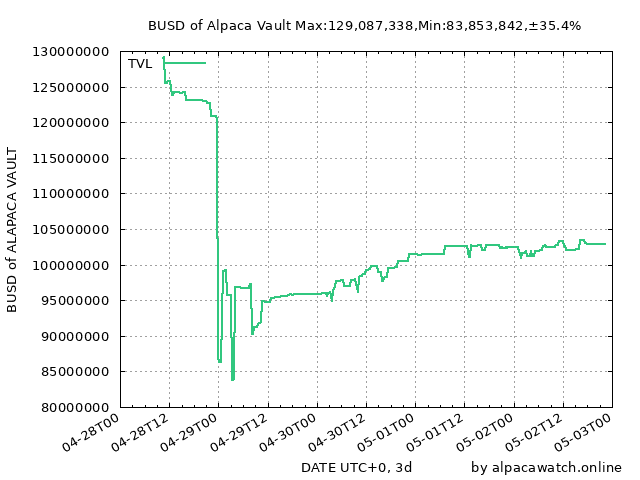 BUSD of Alpaca Vault Max:129,087,338,Min:83,853,842,±35.4%
TVL
130000000
125000000
120000000
115000000
110000000
105000000
100000000
95000000
90000000
85000000
80000000
BUSD of ALAPACA VAULT
04-28T00
04-28T12
04-29T00
04-29T12
04-30T00
04-30T12
05-01T00
05-01T12
05-02T00
05-02T12
05-03T00
DATE UTC+0, 3d
by alpacawatch.online